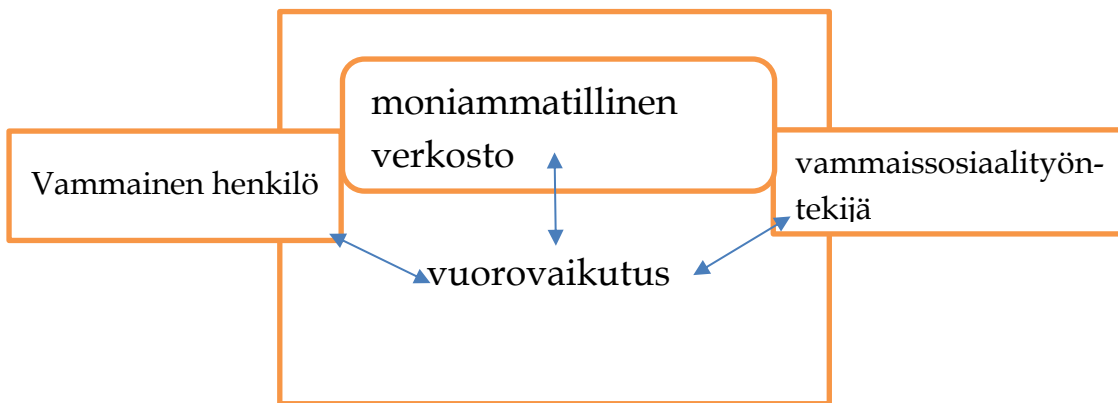 moniammatillinen
verkosto
Vammainen henkilö
vammaissosiaalityön-
tekijä
vuorovaikutus